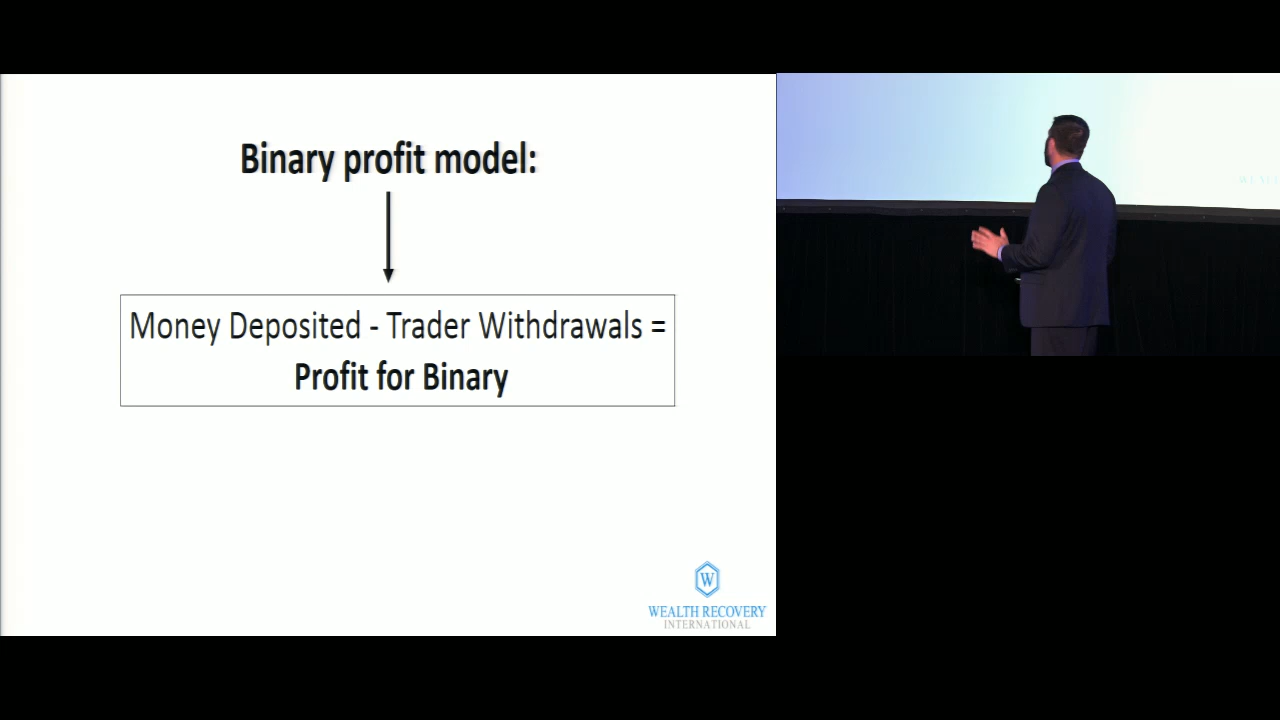 Binary profit model:
Money Deposited - Trader Withdrawals =
Profit for Binary
W
WEALTH RECOVERY
INTERNATIONAL